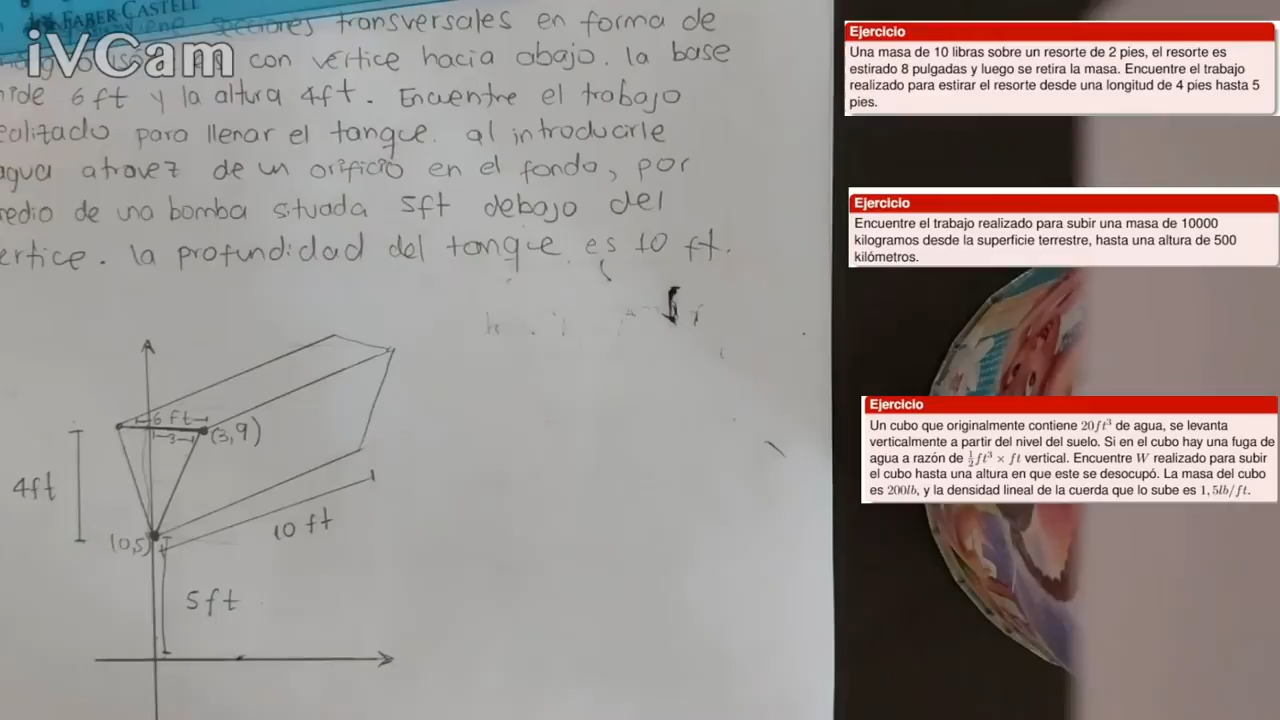 FABER CASTELL
iVCam
secciones transversales en forma de
con vertice hacia abajo. la base
6ft y la altura 4ft. Encuentre el trabajo
para llenar el tanque. al introducirle
atravez de un orificio en el fondo, por
de una bomba situada 5ft debajo del
la profundidad del tanque es 10 ft.
6 ft
3
(3,9)
4ft
(0,5)
10 ft
5ft
Ejercicio
Una masa de 10 libras sobre un resorte de 2 pies, el resorte es
estirado 8 pulgadas y luego se retira la masa. Encuentre el trabajo
realizado para estirar el resorte desde una longitud de 4 pies hasta 5
pies.
Ejercicio
Encuentre el trabajo realizado para subir una masa de 10000
kilogramos desde la superficie terrestre, hasta una altura de 500
kilómetros.
Ejercicio
Un cubo que originalmente contiene 20ft³ de agua, se levanta
verticalmente a partir del nivel del suelo. Si en el cubo hay una fuga de
agua a razón de ½ft³ × ft vertical. Encuentre W realizado para subir
el cubo hasta una altura en que este se desocupó. La masa del cubo
es 200lb, y la densidad lineal de la cuerda que lo sube es 1,5lb/ft.